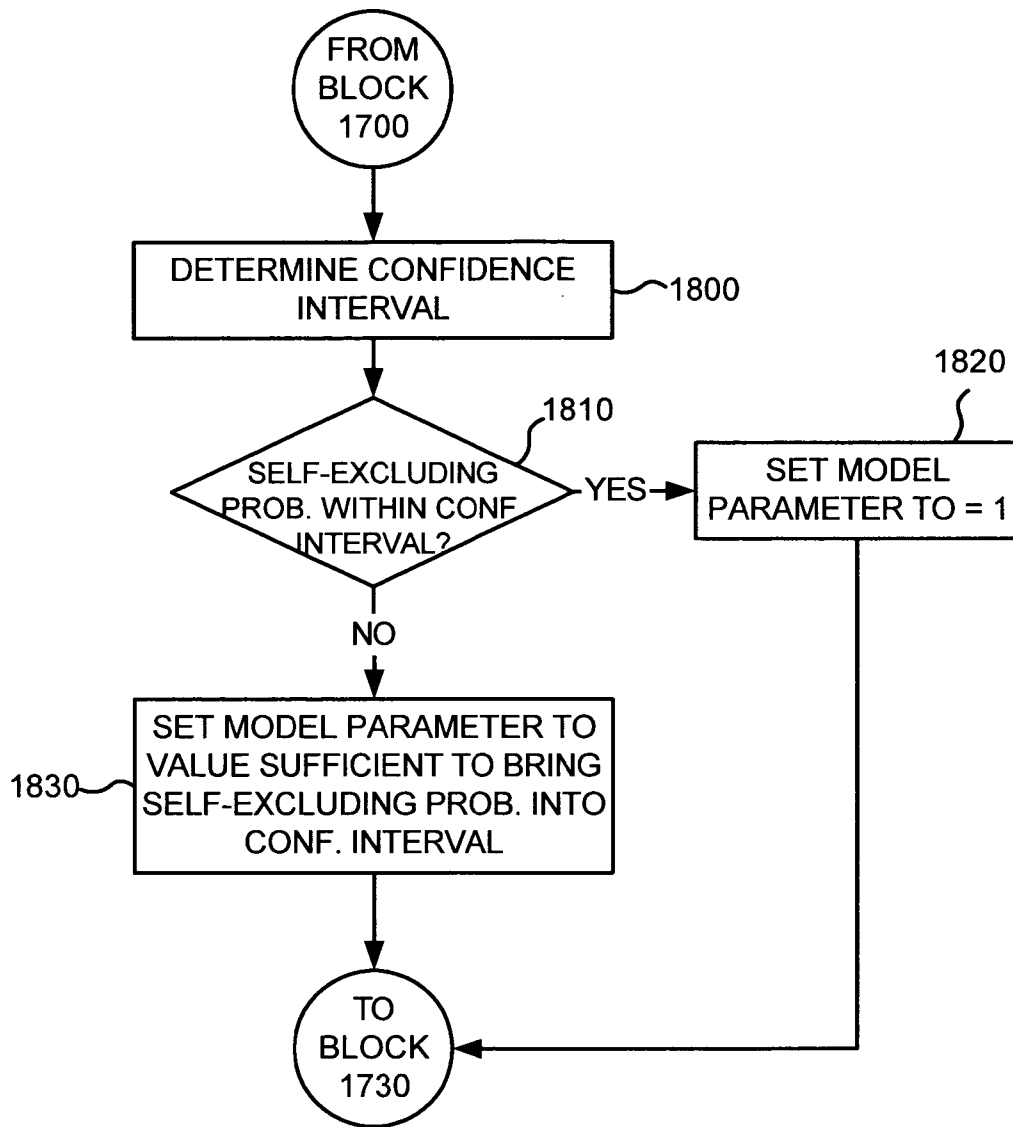 FROM
BLOCK
1700
DETERMINE CONFIDENCE
INTERVAL
1800
1810
SELF-EXCLUDING
PROB. WITHIN CONF
INTERVAL?
YES
1820
SET MODEL
PARAMETER TO = 1
NO
1830
SET MODEL PARAMETER TO
VALUE SUFFICIENT TO BRING
SELF-EXCLUDING PROB. INTO
CONF. INTERVAL
TO
BLOCK
1730